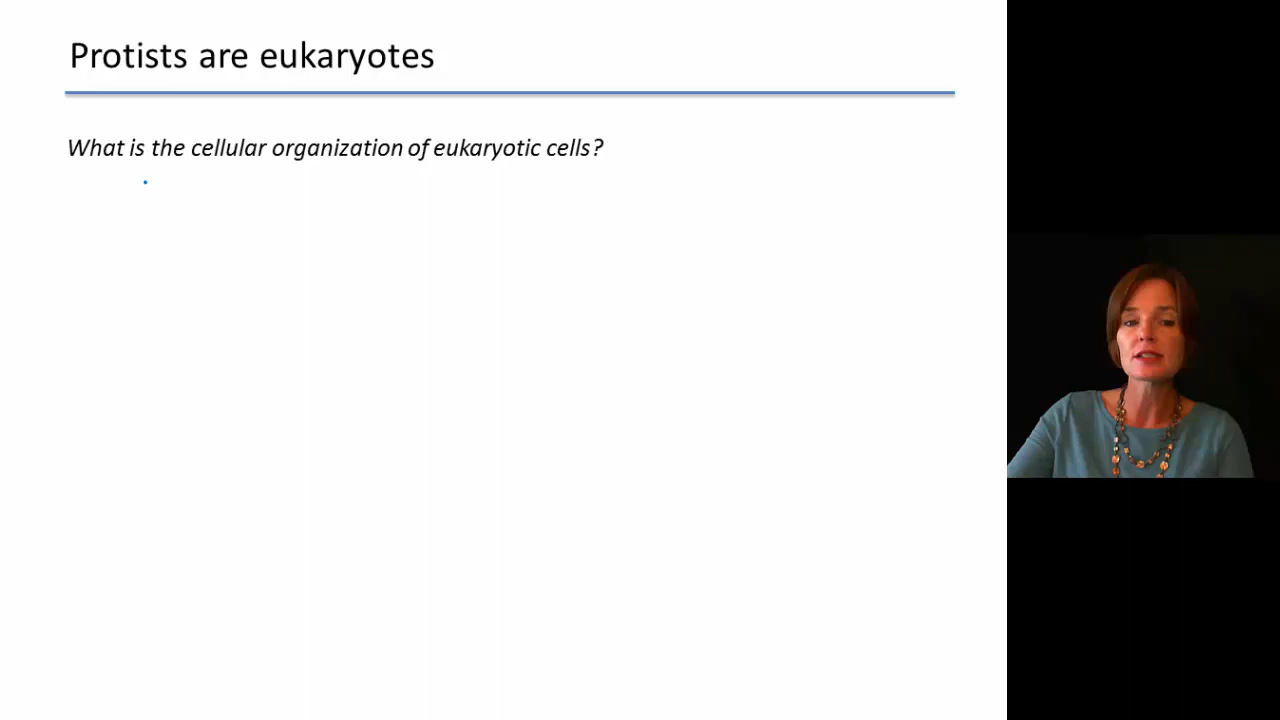 Protists are eukaryotes
What is the cellular organization of eukaryotic cells?